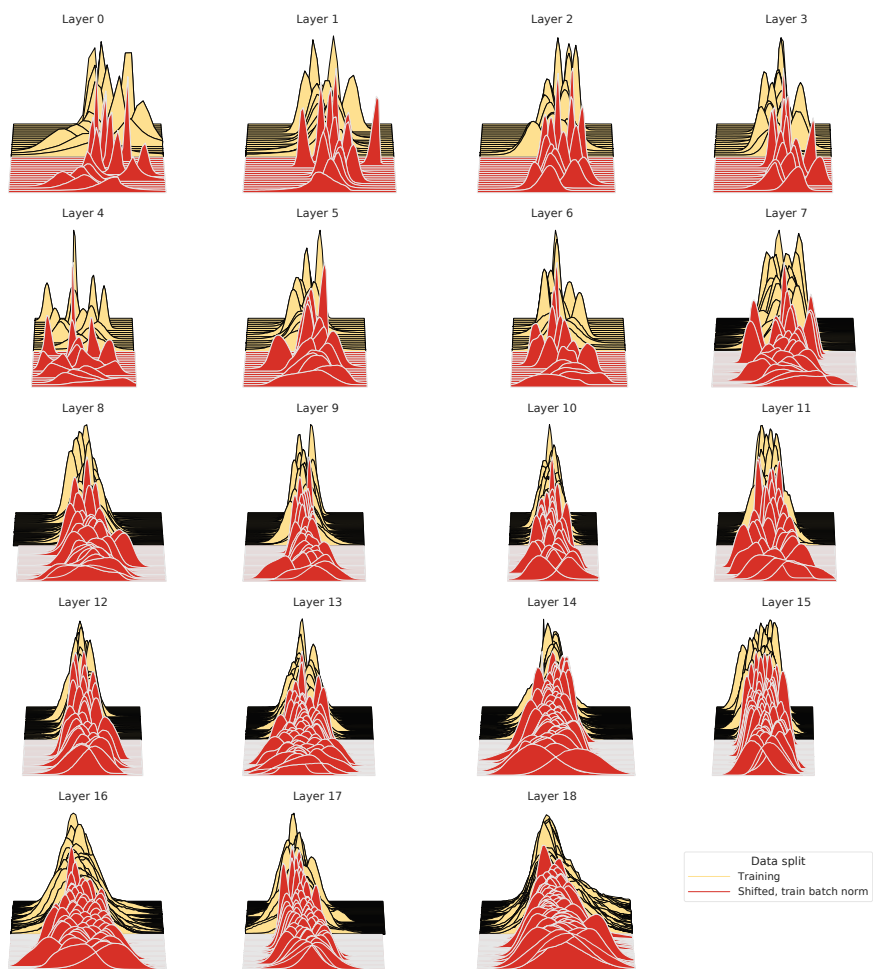 Layer 0
Layer 1
Layer 2
Layer 3
Layer 4
Layer 5
Layer 6
Layer 7
Layer 8
Layer 9
Layer 10
Layer 11
Layer 12
Layer 13
Layer 14
Layer 15
Layer 16
Layer 17
Layer 18
Data split
Training
Shifted, train batch norm